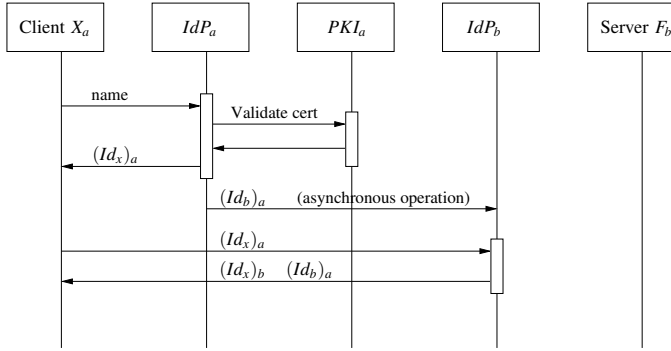 Client X_a IdP_a PKI_a IdP_b Server F_b
name
Validate cert
(Id_x)_a
(Id_b)_a (asynchronous operation)
(Id_x)_a
(Id_x)_b (Id_b)_a